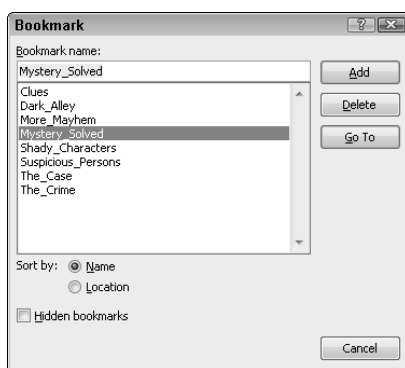 Bookmark
Bookmark name:
Mystery_Solved
Add
Clues
Dark_Alley
More_Mayhem
Mystery_Solved
Shady_Characters
Suspicious_Persons
The_Case
The_Crime
Delete
Go To
Sort by: Name
Location
Hidden bookmarks
Cancel